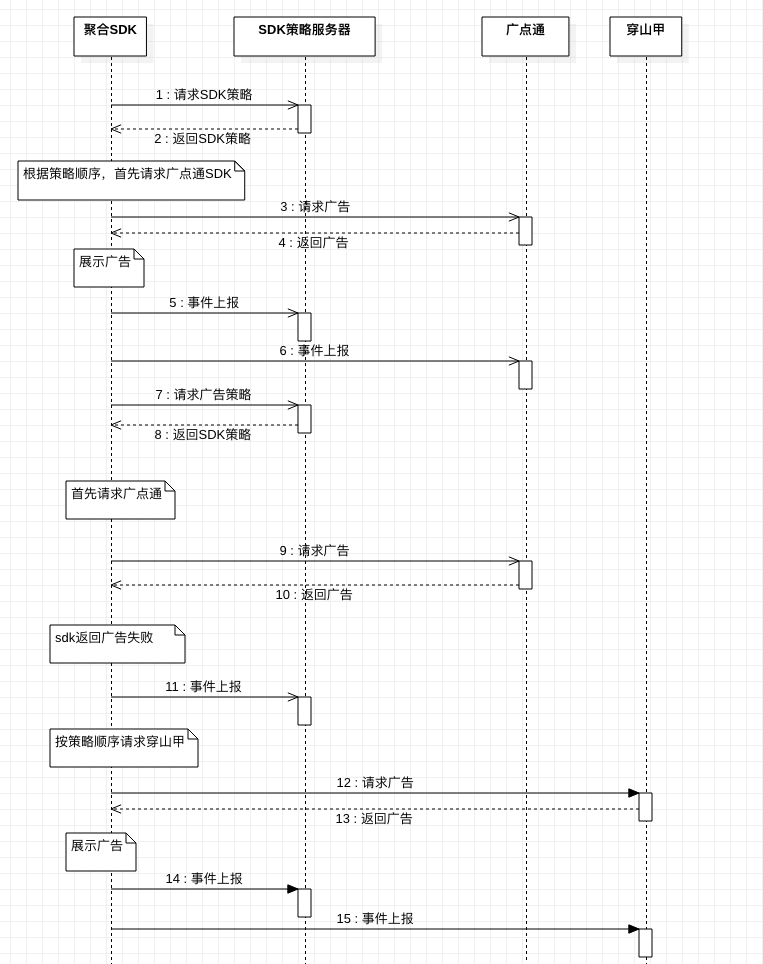 聚合SDK
SDK策略服务器
广点通
穿山甲
1 : 请求SDK策略
2 : 返回SDK策略
根据策略顺序，首先请求广点通SDK
3 : 请求广告
4 : 返回广告
展示广告
5 : 事件上报
6 : 事件上报
7 : 请求广告策略
8 : 返回SDK策略
首先请求广点通
9 : 请求广告
10 : 返回广告
sdk返回广告失败
11 : 事件上报
按策略顺序请求穿山甲
12 : 请求广告
13 : 返回广告
展示广告
14 : 事件上报
15 : 事件上报